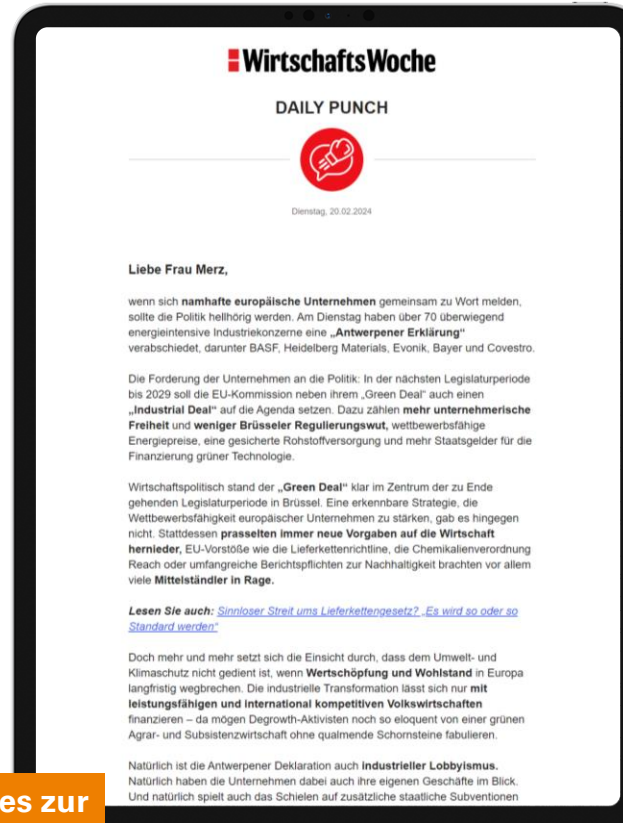 WirtschaftsWoche
DAILY PUNCH
Dienstag, 20.02.2024
Liebe Frau Merz,
wenn sich namhafte europäische Unternehmen gemeinsam zu Wort melden,
sollte die Politik hellhörig werden. Am Dienstag haben über 70 überwiegend
energieintensive Industriekonzerne eine „Antwerpener Erklärung“
verabschiedet, darunter BASF, Heidelberg Materials, Evonik, Bayer und Covestro.
Die Forderung der Unternehmen an die Politik: In der nächsten Legislaturperiode
bis 2029 soll die EU-Kommission neben ihrem „Green Deal“ auch einen
„Industrial Deal“ auf die Agenda setzen. Dazu zählen mehr unternehmerische
Freiheit und weniger Brüsseler Regulierungswut, wettbewerbsfähige
Energiepreise, eine gesicherte Rohstoffversorgung und mehr Staatsgelder für die
Finanzierung grüner Technologie.
Wirtschaftspolitisch stand der „Green Deal“ klar im Zentrum der zu Ende
gehenden Legislaturperiode in Brüssel. Eine erkennbare Strategie, die
Wettbewerbsfähigkeit europäischer Unternehmen zu stärken, gab es hingegen
nicht. Stattdessen prasselten immer neue Vorgaben auf die Wirtschaft
hernieder, EU-Vorstöße wie die Lieferkettenrichtlinie, die Chemikalienverordnung
Reach oder umfangreiche Berichtspflichten zur Nachhaltigkeit brachten vor allem
viele Mittelständler in Rage.
Lesen Sie auch: Sinnloser Streit ums Lieferkettengesetz? „Es wird so oder so
Standard werden“
Doch mehr und mehr setzt sich die Einsicht durch, dass dem Umwelt- und
Klimaschutz nicht gedient ist, wenn Wertschöpfung und Wohlstand in Europa
langfristig wegbrechen. Die industrielle Transformation lässt sich nur mit
leistungsfähigen und international kompetitiven Volkswirtschaften
finanzieren – da mögen Degrowth-Aktivisten noch so eloquent von einer grünen
Agrar- und Subsistenzwirtschaft ohne qualmende Schornsteine fabulieren.
Natürlich ist die Antwerpener Deklaration auch industrieller Lobbyismus.
Natürlich haben die Unternehmen dabei auch ihre eigenen Geschäfte im Blick.
Und natürlich spielt auch das Schielen auf zusätzliche staatliche Subventionen
es zur